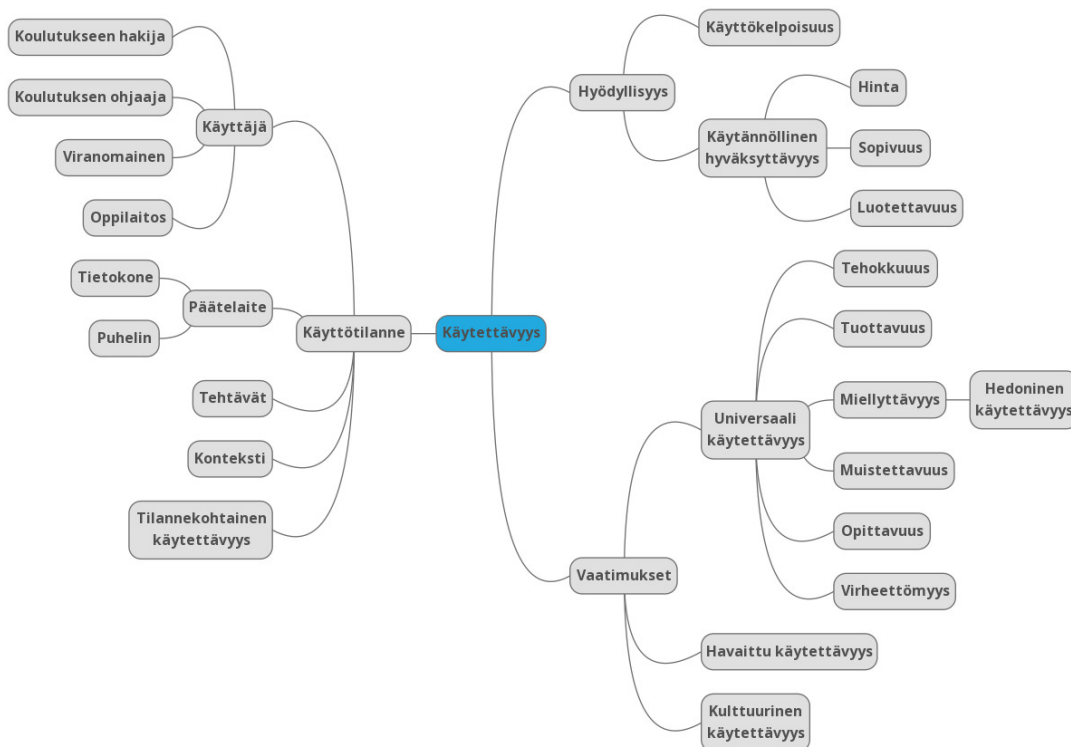 Koulutukseen hakija
Koulutuksen ohjaaja
Käyttäjä
Viranomainen
Oppilaitos
Tietokone
Päätelaite
Puhelin
Käyttötilanne
Tehtävät
Konteksti
Tilannekohtainen
käytettävyys
Käytettävyys
Käyttökelpoisuus
Hyödyllisyys
Hinta
Käytännöllinen
hyväksyttävyys
Sopivuus
Luotettavuus
Tehokkuuus
Tuottavuus
Miellyttävyys
Hedoninen
käytettävyys
Universaali
käytettävyys
Muistettavuus
Opittavuus
Vaatimukset
Virheettömyys
Havaittu käytettävyys
Kulttuurinen
käytettävyys